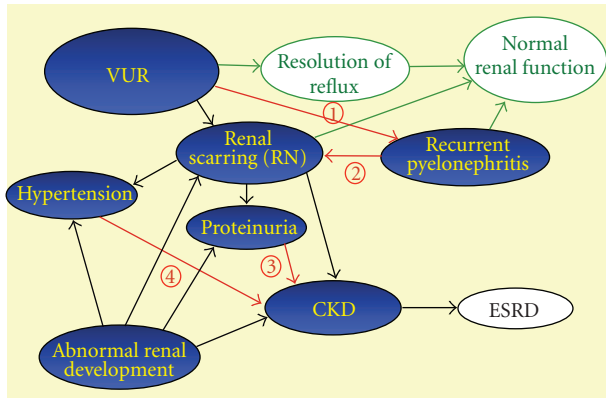 VUR
Resolution of
reflux
Normal
renal function
①
Renal
scarring (RN)
②
Recurrent
pyelonephritis
Hypertension
Proteinuria
③
④
CKD
ESRD
Abnormal renal
development